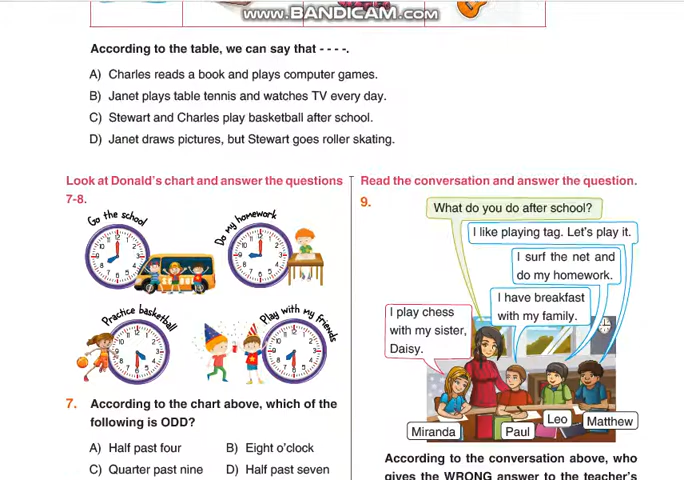 www.BANDICAM.com
According to the table, we can say that - - - -.
A) Charles reads a book and plays computer games.
B) Janet plays table tennis and watches TV every day.
C) Stewart and Charles play basketball after school.
D) Janet draws pictures, but Stewart goes roller skating.
Look at Donald's chart and answer the questions
7-8.
Go the school
Do my homework
Practice basketball
Play with my friends
7. According to the chart above, which of the
following is ODD?
A) Half past four
B) Eight o'clock
C) Quarter past nine
D) Half past seven
Read the conversation and answer the question.
9.
What do you do after school?
I like playing tag. Let's play it.
I surf the net and
do my homework.
I have breakfast
with my family.
I play chess
with my sister,
Daisy.
Miranda
Paul
Leo
Matthew
According to the conversation above, who
gives the WRONG answer to the teacher's